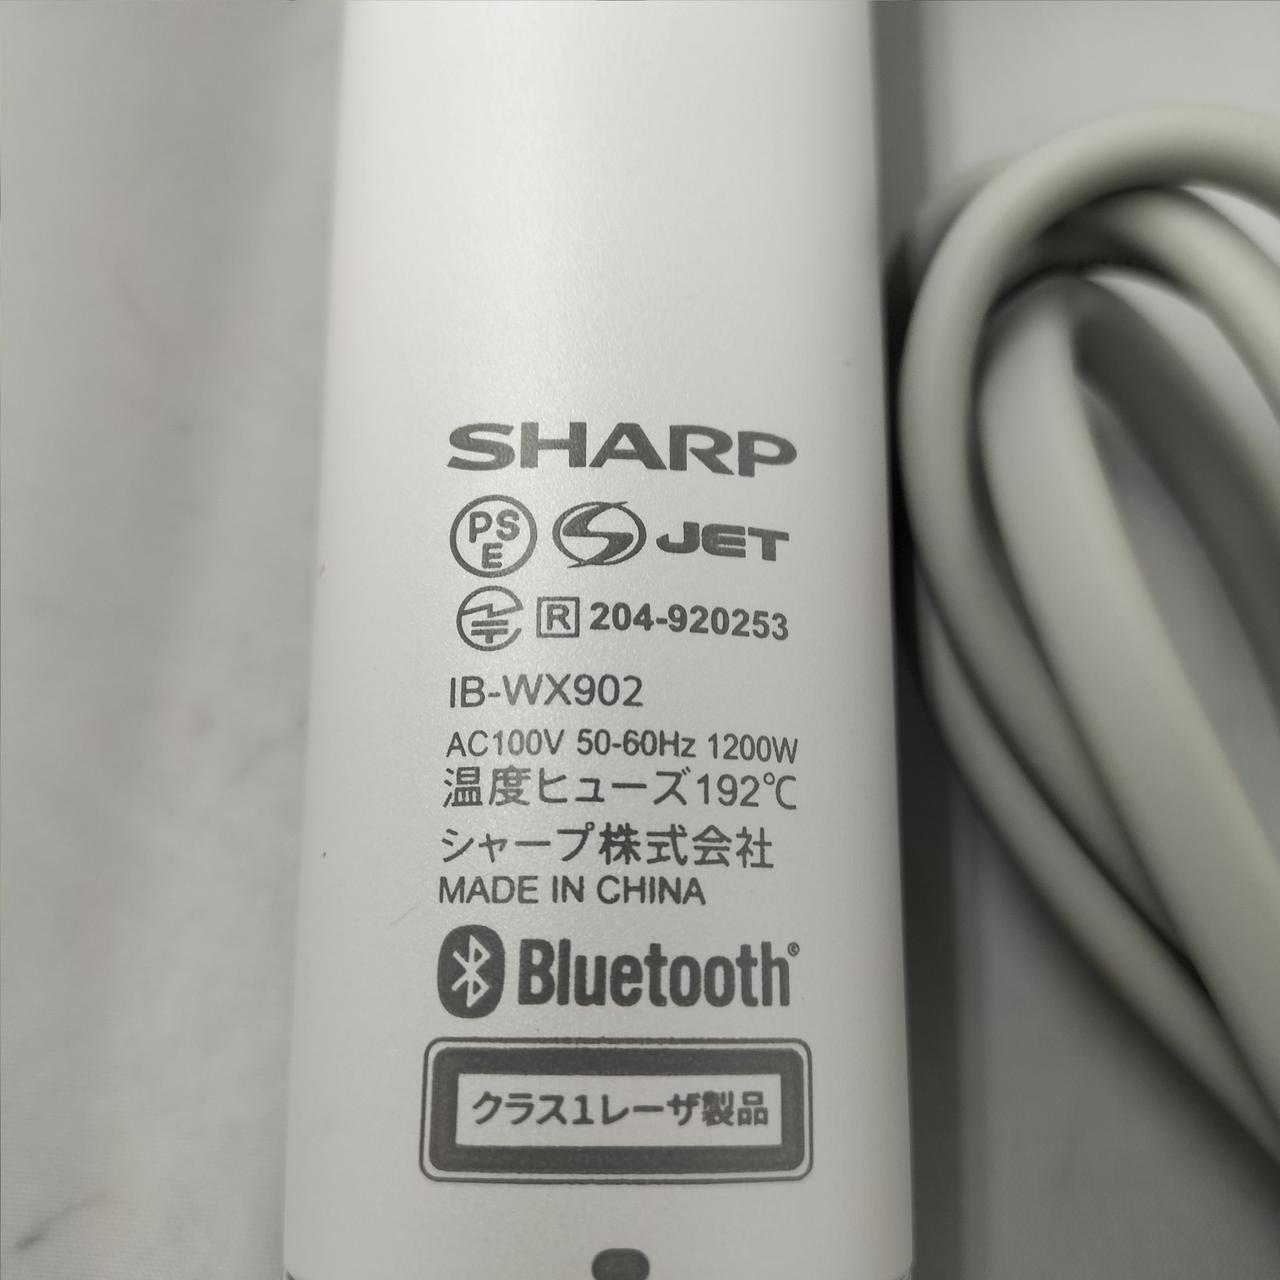 SHARP
PSE JET
R 204-920253
IB-WX902
AC100V 50-60Hz 1200W
温度ヒューズ192℃
シャープ株式会社
MADE IN CHINA
Bluetooth®
クラス1レーザ製品